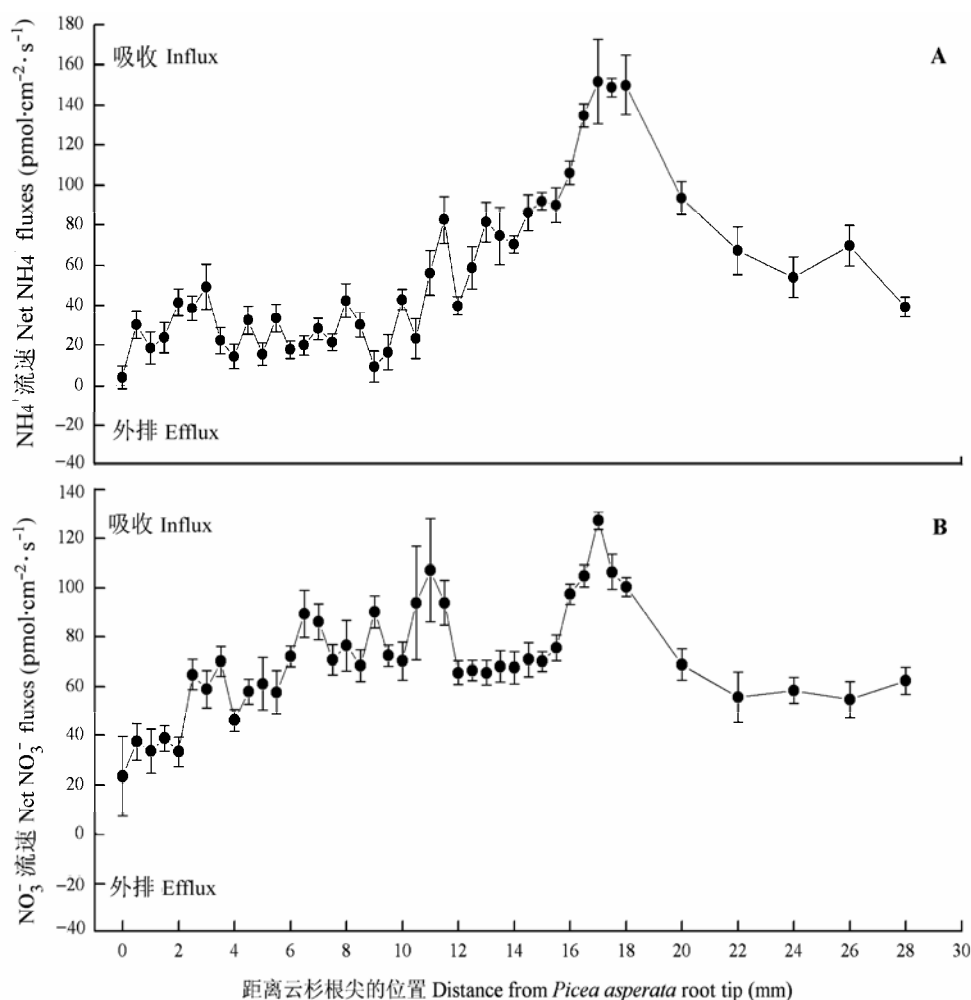 180
160
140
120
100
80
60
40
20
0
−20
−40
NH₄⁺流速 Net NH₄ fluxes (pmol·cm⁻²·s⁻¹)
吸收 Influx
A
外排 Efflux
140
120
100
80
60
40
20
0
−20
−40
NO₃⁻流速 Net NO₃⁻ fluxes (pmol·cm⁻²·s⁻¹)
吸收 Influx
B
外排 Efflux
0 2 4 6 8 10 12 14 16 18 20 22 24 26 28 30
距离云杉根尖的位置 Distance from Picea asperata root tip (mm)